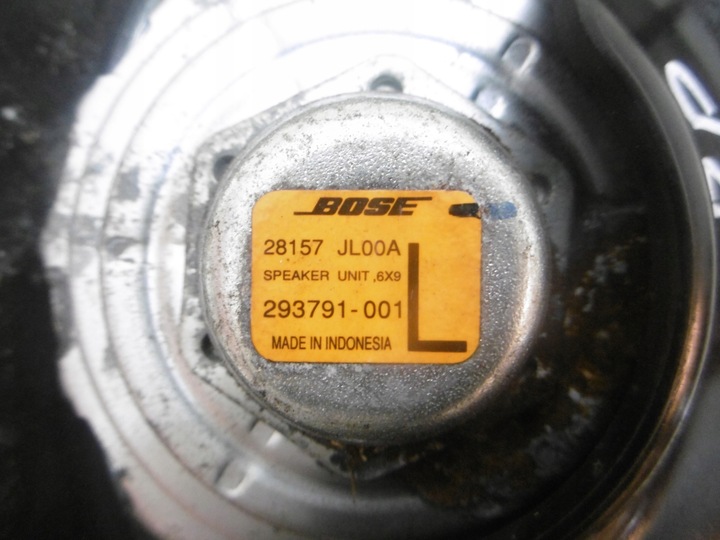 BOSE
28157 JL00A
SPEAKER UNIT ,6X9
293791-001
L
MADE IN INDONESIA